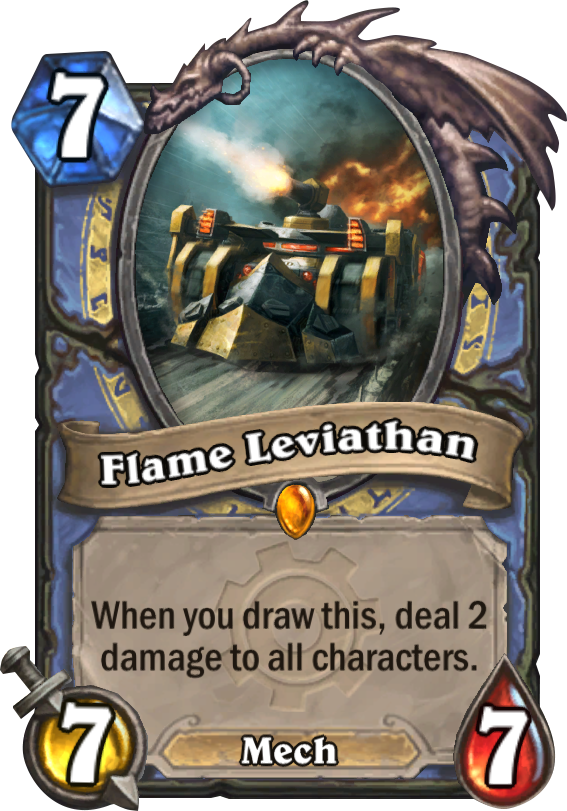 7
Flame Leviathan
When you draw this, deal 2
damage to all characters.
7
Mech
7